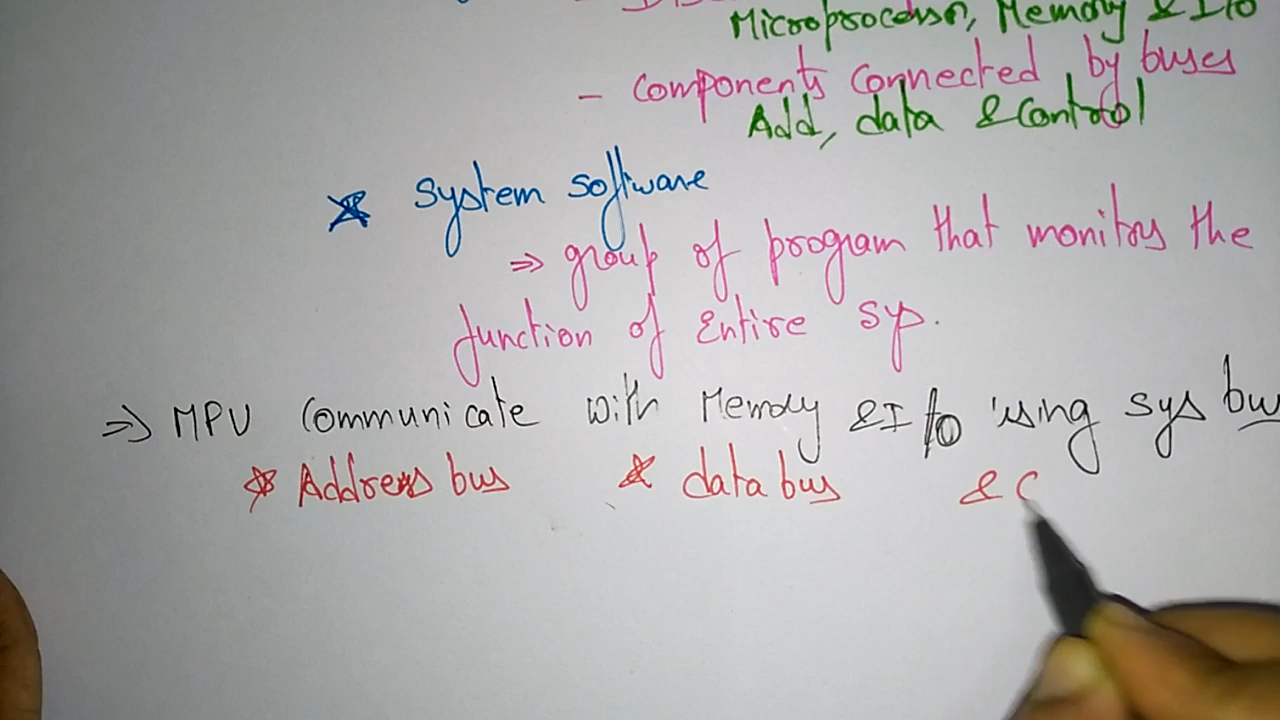 Microprocessor, Memory & I/O
- Components Connected by buses
Add, data & Control
* System software
⇒ group of program that monitors the
function of Entire sys.
⇒ MPU Communicate with Memory & I/O using sys bus
* Address bus * data bus & C